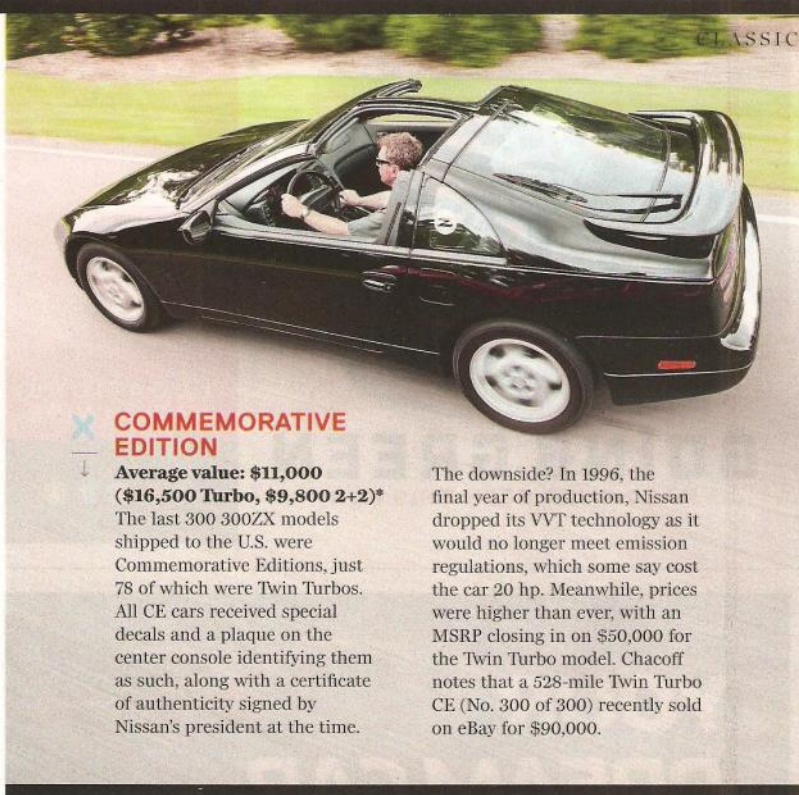 CLASSIC
COMMEMORATIVE
EDITION
Average value: $11,000
($16,500 Turbo, $9,800 2+2)*
The last 300 300ZX models
shipped to the U.S. were
Commemorative Editions, just
78 of which were Twin Turbos.
All CE cars received special
decals and a plaque on the
center console identifying them
as such, along with a certificate
of authenticity signed by
Nissan's president at the time.
The downside? In 1996, the
final year of production, Nissan
dropped its VVT technology as it
would no longer meet emission
regulations, which some say cost
the car 20 hp. Meanwhile, prices
were higher than ever, with an
MSRP closing in on $50,000 for
the Twin Turbo model. Chacoff
notes that a 528-mile Twin Turbo
CE (No. 300 of 300) recently sold
on eBay for $90,000.